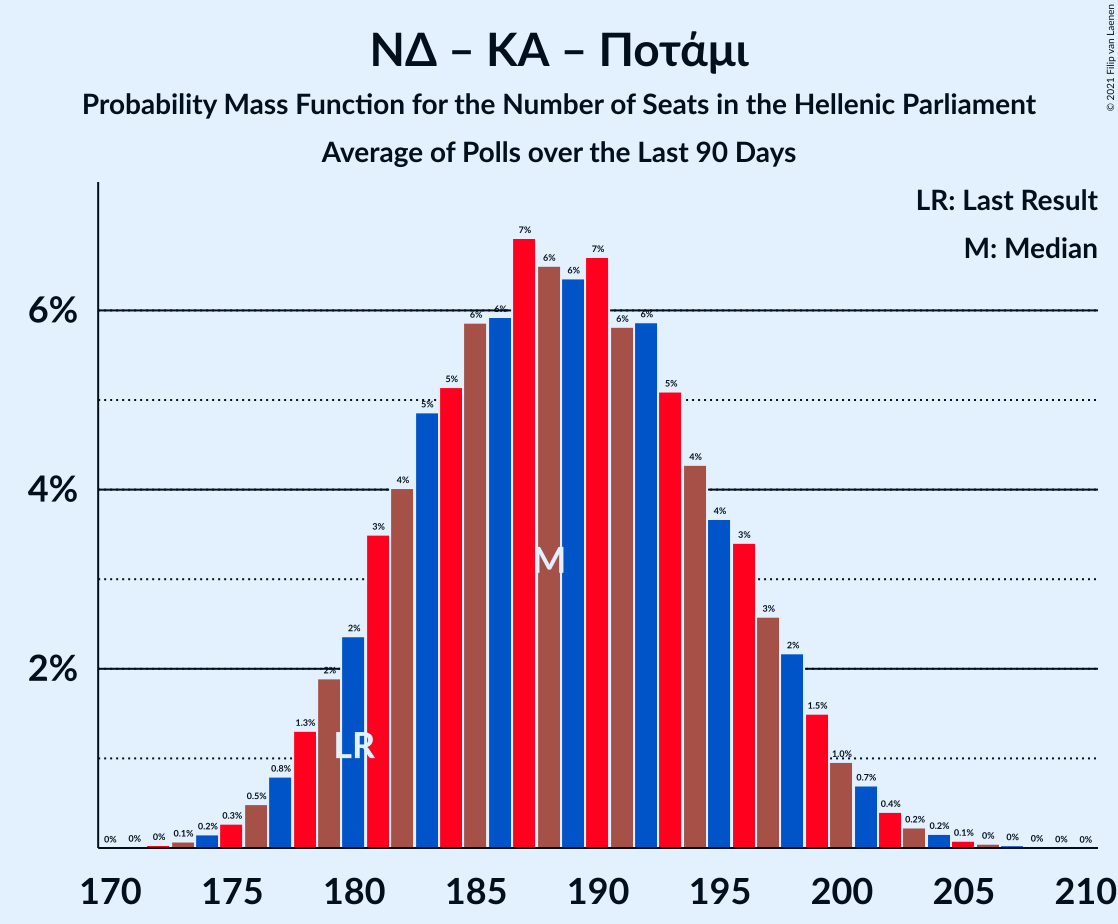 ΝΔ – ΚΑ – Ποτάμι
Probability Mass Function for the Number of Seats in the Hellenic Parliament
Average of Polls over the Last 90 Days
© 2021 Filip van Laenen
LR: Last Result
M: Median
6%
4%
2%
0% 0% 0% 0.1% 0.2% 0.3% 0.5% 0.8% 1.3% 2% 2% 3% 4% 5% 5% 6% 6% 7% 6% 6% 7% 6% 6% 5% 4% 4% 3% 3% 2% 1.5% 1.0% 0.7% 0.4% 0.2% 0.2% 0.1% 0% 0% 0% 0% 0%
M
LR
170 175 180 185 190 195 200 205 210